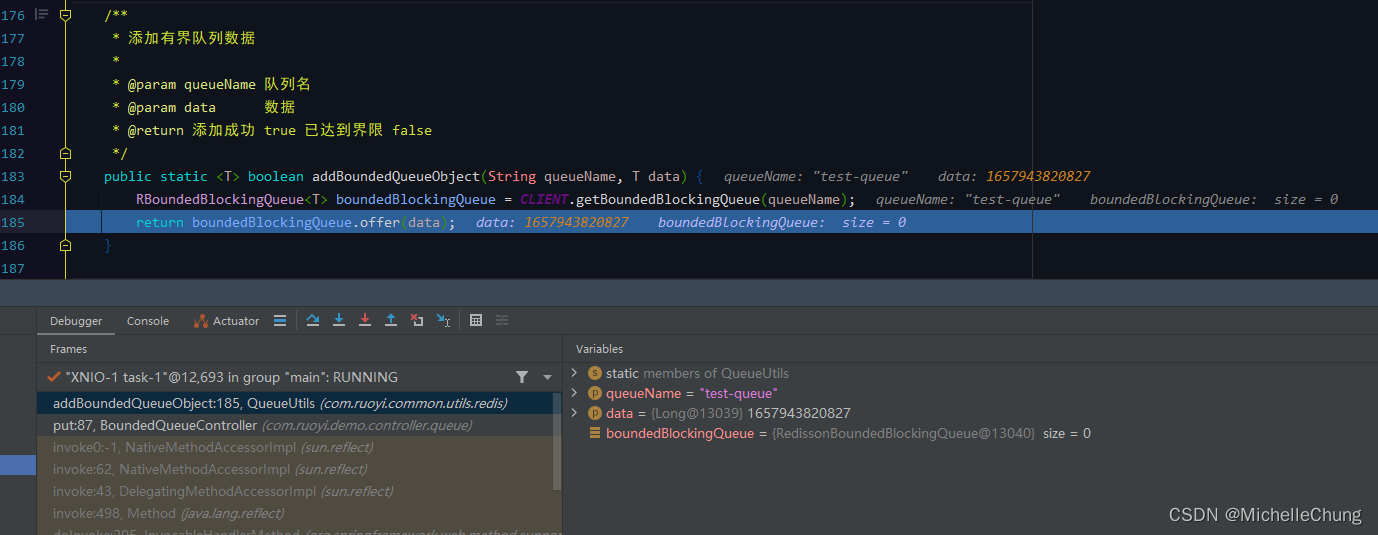 176 /**
177 * 添加有界队列数据
178 *
179 * @param queueName 队列名
180 * @param data 数据
181 * @return 添加成功 true 已达到界限 false
182 */
183 public static <T> boolean addBoundedQueueObject(String queueName, T data) { queueName: "test-queue" data: 1657943820827
184 RBoundedBlockingQueue<T> boundedBlockingQueue = CLIENT.getBoundedBlockingQueue(queueName); queueName: "test-queue" boundedBlockingQueue: size = 0
185 return boundedBlockingQueue.offer(data); data: 1657943820827 boundedBlockingQueue: size = 0
186 }
187
Debugger Console Actuator
Frames
"XNIO-1 task-1"@12,693 in group "main": RUNNING
addBoundedQueueObject:185, QueueUtils (com.ruoyi.common.utils.redis)
put:87, BoundedQueueController (com.ruoyi.demo.controller.queue)
invoke0:-1, NativeMethodAccessorImpl (sun.reflect)
invoke:62, NativeMethodAccessorImpl (sun.reflect)
invoke:43, DelegatingMethodAccessorImpl (sun.reflect)
invoke:498, Method (java.lang.reflect)
Variables
static members of QueueUtils
queueName = "test-queue"
data = {Long@13039} 1657943820827
boundedBlockingQueue = {RedissonBoundedBlockingQueue@13040} size = 0
CSDN @MichelleChung